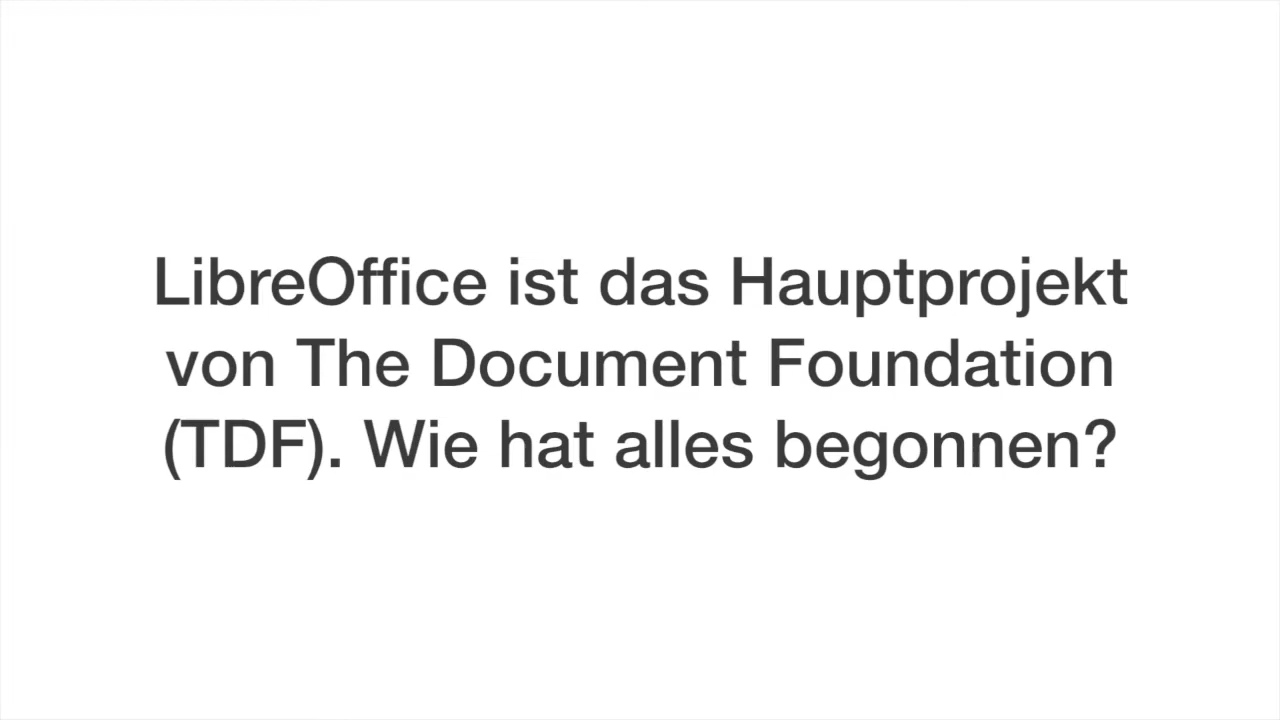 LibreOffice ist das Hauptprojekt
von The Document Foundation
(TDF). Wie hat alles begonnen?